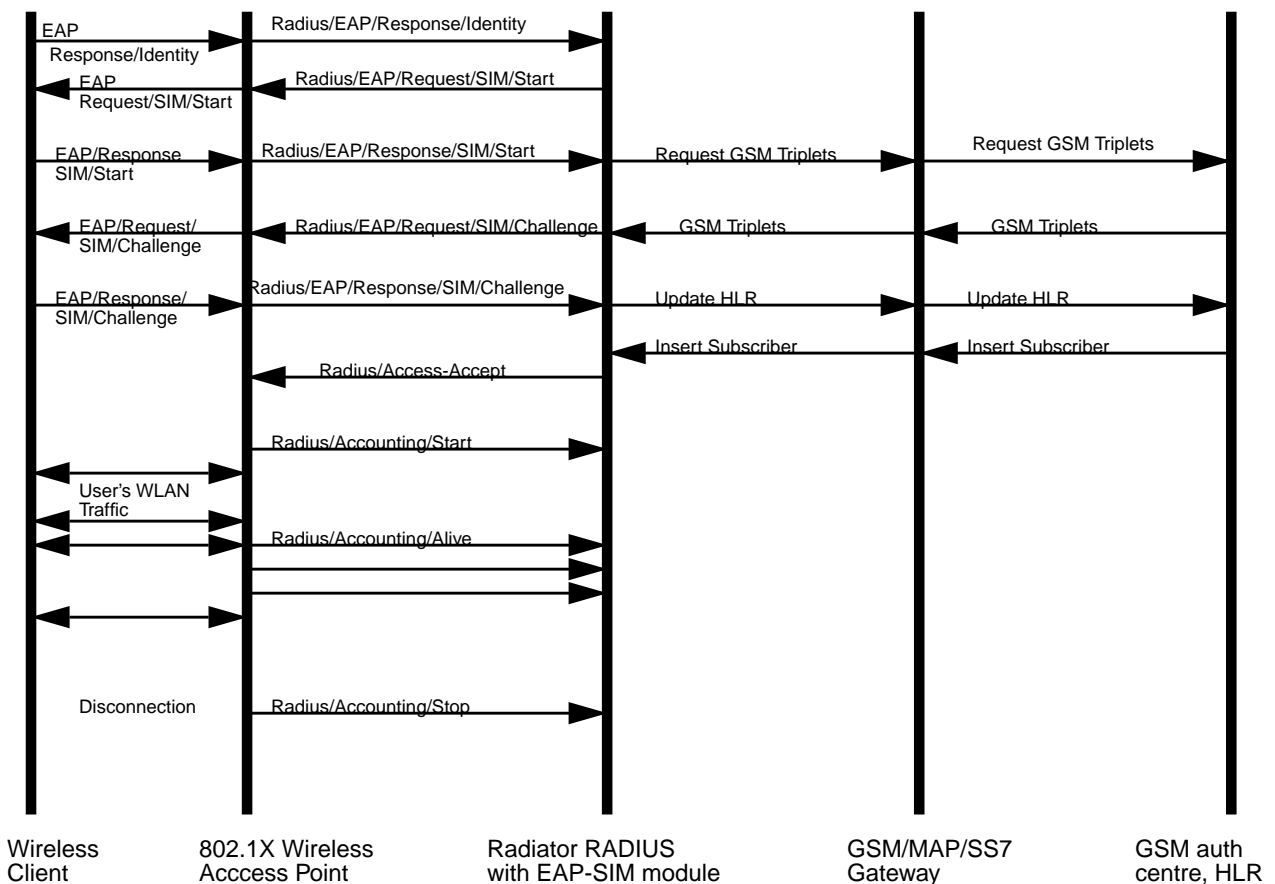 EAP
Response/Identity
Radius/EAP/Response/Identity
EAP
Request/SIM/Start
Radius/EAP/Request/SIM/Start
EAP/Response
SIM/Start
Radius/EAP/Response/SIM/Start
Request GSM Triplets
Request GSM Triplets
EAP/Request/
SIM/Challenge
Radius/EAP/Request/SIM/Challenge
GSM Triplets
GSM Triplets
EAP/Response/
SIM/Challenge
Radius/EAP/Response/SIM/Challenge
Update HLR
Update HLR
Insert Subscriber
Insert Subscriber
Radius/Access-Accept
Radius/Accounting/Start
User's WLAN
Traffic
Radius/Accounting/Alive
Disconnection
Radius/Accounting/Stop
Wireless
Client
802.1X Wireless
Acccess Point
Radiator RADIUS
with EAP-SIM module
GSM/MAP/SS7
Gateway
GSM auth
centre, HLR